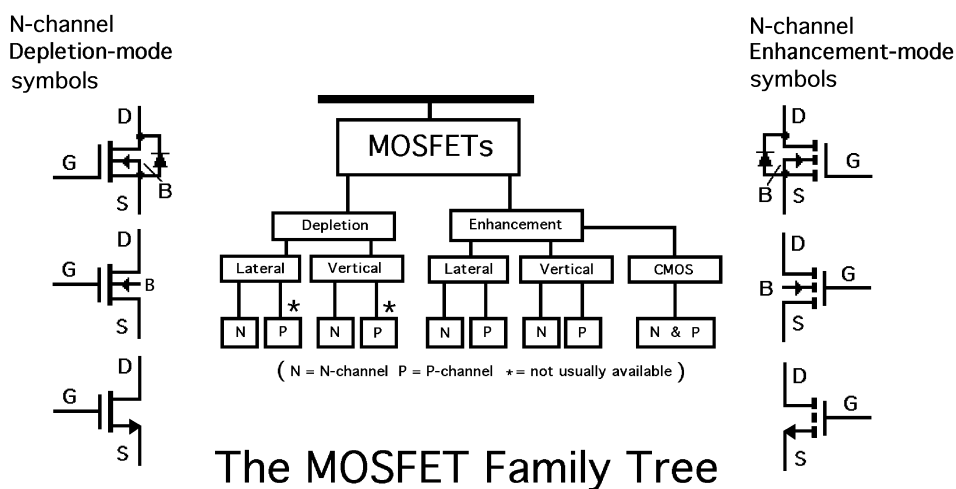 N-channel
Depletion-mode
symbols
N-channel
Enhancement-mode
symbols
D
G
B
S
D
G
B
S
D
G
S
MOSFETs
Depletion
Enhancement
Lateral
Vertical
Lateral
Vertical
CMOS
*
*
N
P
N
P
N
P
N
P
N & P
( N = N-channel P = P-channel * = not usually available )
D
G
B
S
D
G
B
S
D
G
S
The MOSFET Family Tree